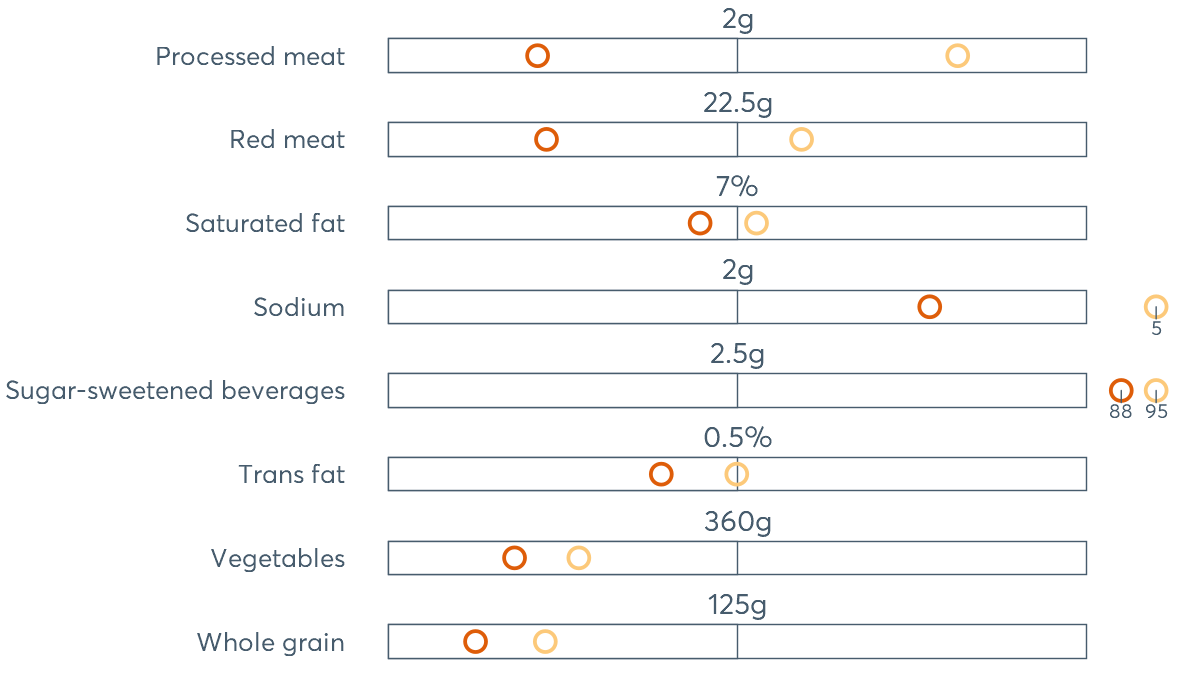 2g
Processed meat
22.5g
Red meat
7%
Saturated fat
2g
Sodium
5
2.5g
Sugar-sweetened beverages
88 95
0.5%
Trans fat
360g
Vegetables
125g
Whole grain